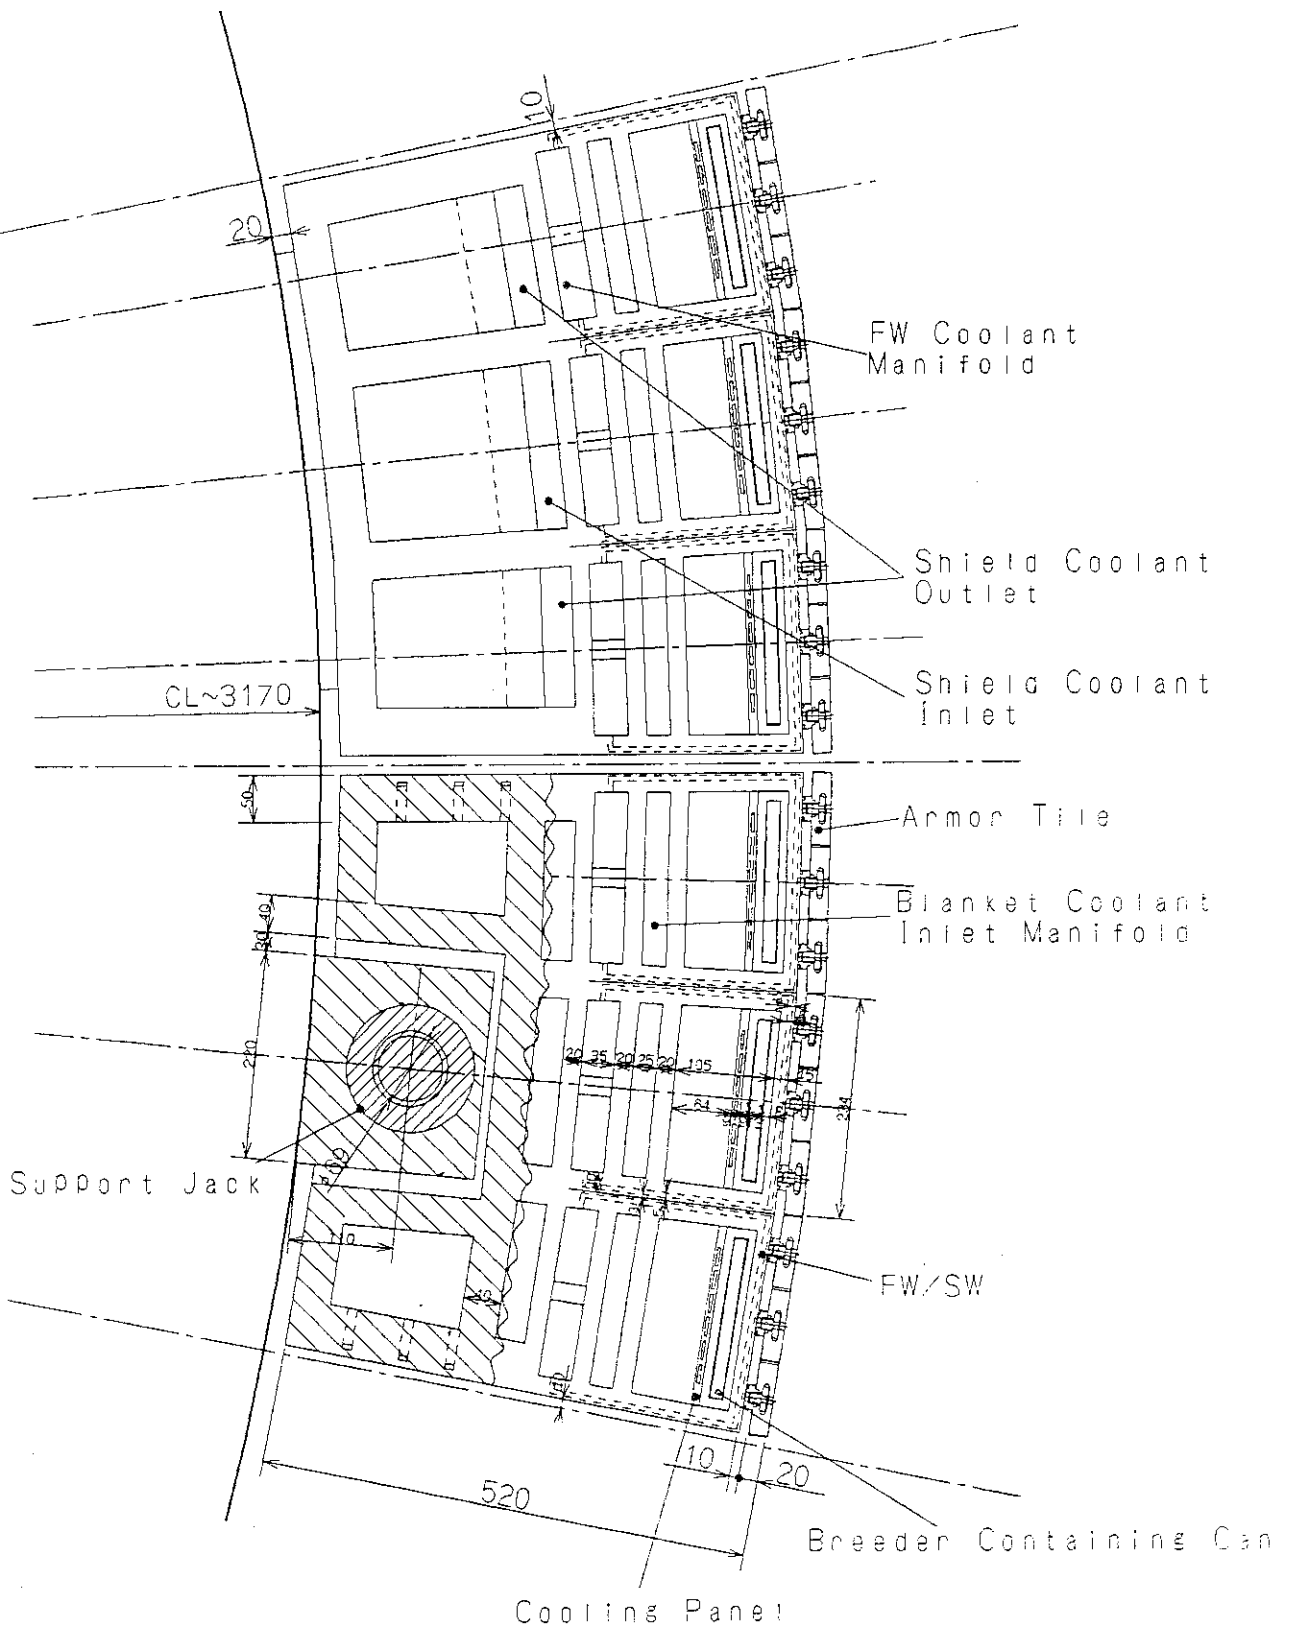 10
20
FW Coolant
Manifold
Shield Coolant
Outlet
Shield Coolant
Inlet
CL~3170
50
Armor Tile
Blanket Coolant
Inlet Manifold
40
30
220
20 35 20 25 20 105
84
234
Support Jack
110
40
FW/SW
10
10 20
520
Breeder Containing Can
Cooling Panel